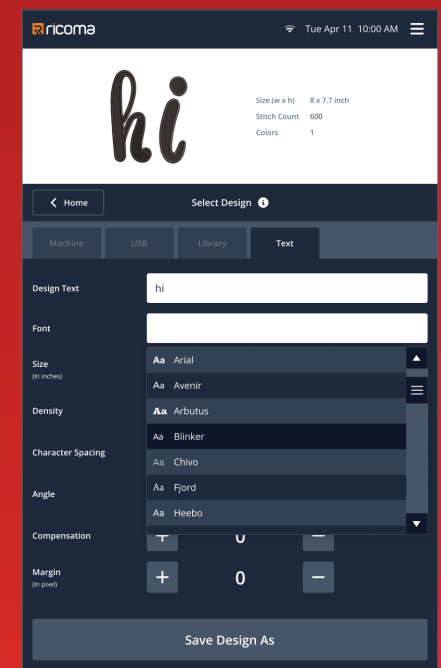 ricoma
Tue Apr 11 10:00 AM
hi
Size (w x h) 8 x 7.7 inch
Stitch Count 600
Colors 1
Home
Select Design i
Machine USB Library Text
Design Text hi
Font
Size
(In inches)
Density
Character Spacing
Angle
Aa Arial
Aa Avenir
Aa Arbutus
Aa Blinker
Aa Chivo
Aa Fjord
Aa Heebo
Compensation + 0 −
Margin
(In pixel)
+ 0 −
Save Design As